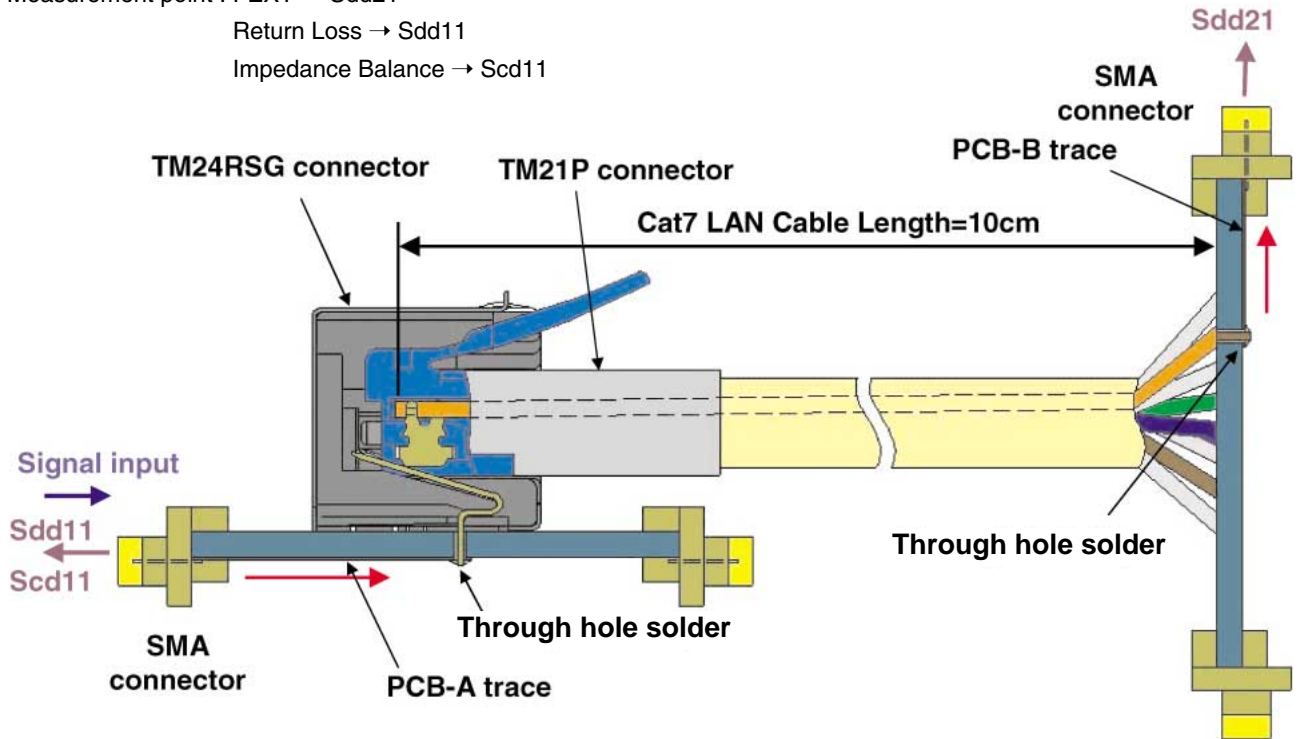 Return Loss → Sdd11
Impedance Balance → Scd11
Sdd21
SMA
connector
PCB-B trace
TM24RSG connector
TM21P connector
Cat7 LAN Cable Length=10cm
Signal input
Sdd11
Scd11
Through hole solder
Through hole solder
SMA
connector
PCB-A trace